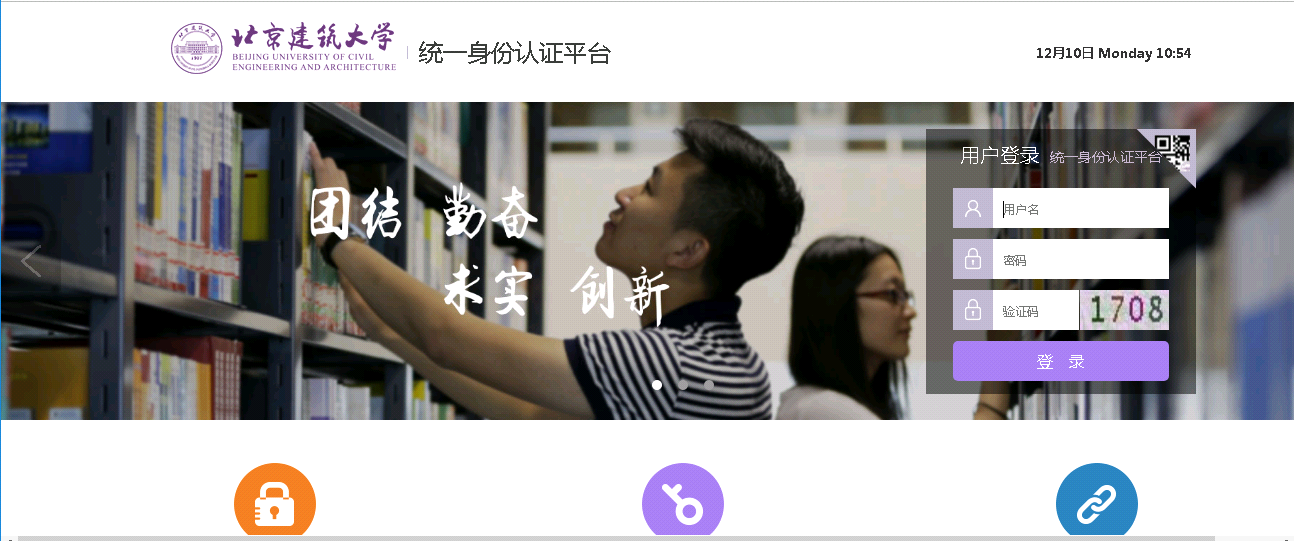 北京建筑大学
BEIJING UNIVERSITY OF CIVIL
ENGINEERING AND ARCHITECTURE
1907
统一身份认证平台
12月10日 Monday 10:54
团结 勤奋
求实 创新
用户登录 统一身份认证平台
用户名
密码
验证码 1708
登 录